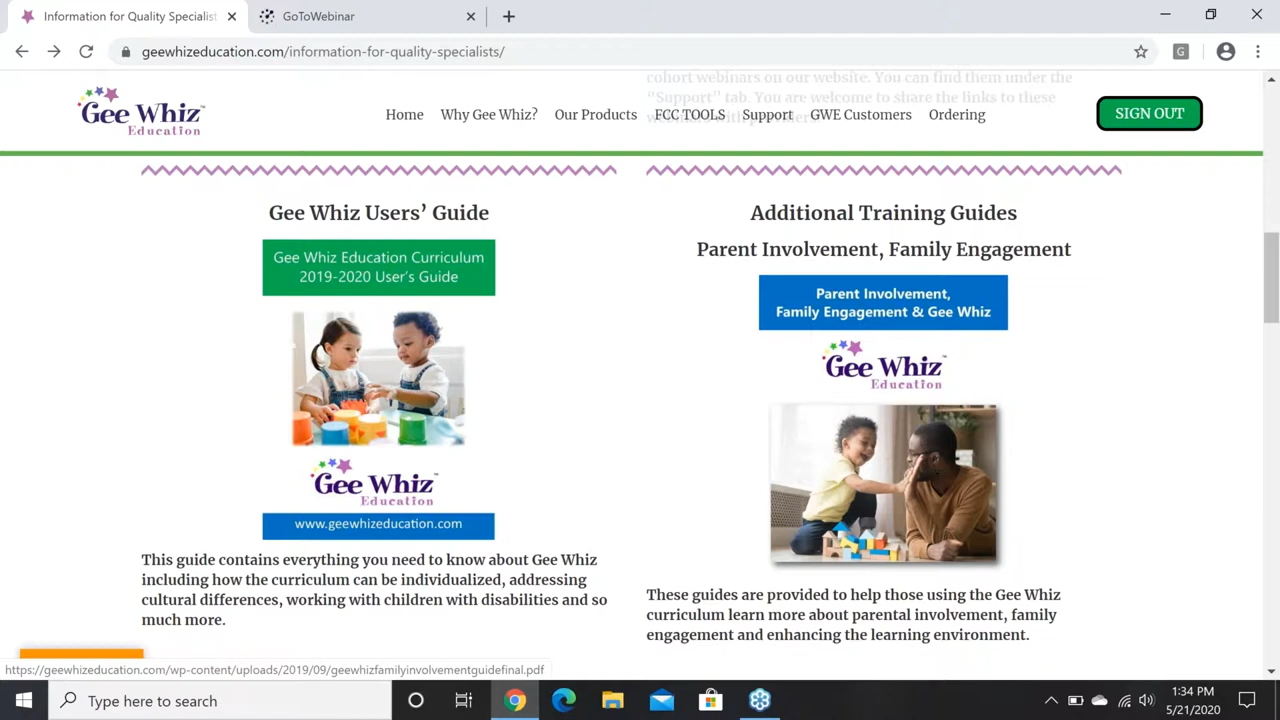 Information for Quality Specialist
GoToWebinar
geewhizeducation.com/information-for-quality-specialists/
G
cohort webinars on our website. You can find them under the
"Support" tab. You are welcome to share the links to these
Gee Whiz
Education
Home
Why Gee Whiz?
Our Products
FCC TOOLS
Support
GWE Customers
Ordering
SIGN OUT
Gee Whiz Users' Guide
Gee Whiz Education Curriculum
2019-2020 User's Guide
Gee Whiz
Education
www.geewhizeducation.com
This guide contains everything you need to know about Gee Whiz
including how the curriculum can be individualized, addressing
cultural differences, working with children with disabilities and so
much more.
Additional Training Guides
Parent Involvement, Family Engagement
Parent Involvement,
Family Engagement & Gee Whiz
Gee Whiz
Education
These guides are provided to help those using the Gee Whiz
curriculum learn more about parental involvement, family
engagement and enhancing the learning environment.
https://geewhizeducation.com/wp-content/uploads/2019/09/geewhizfamilyinvolvementguidefinal.pdf
Type here to search
1:34 PM
5/21/2020